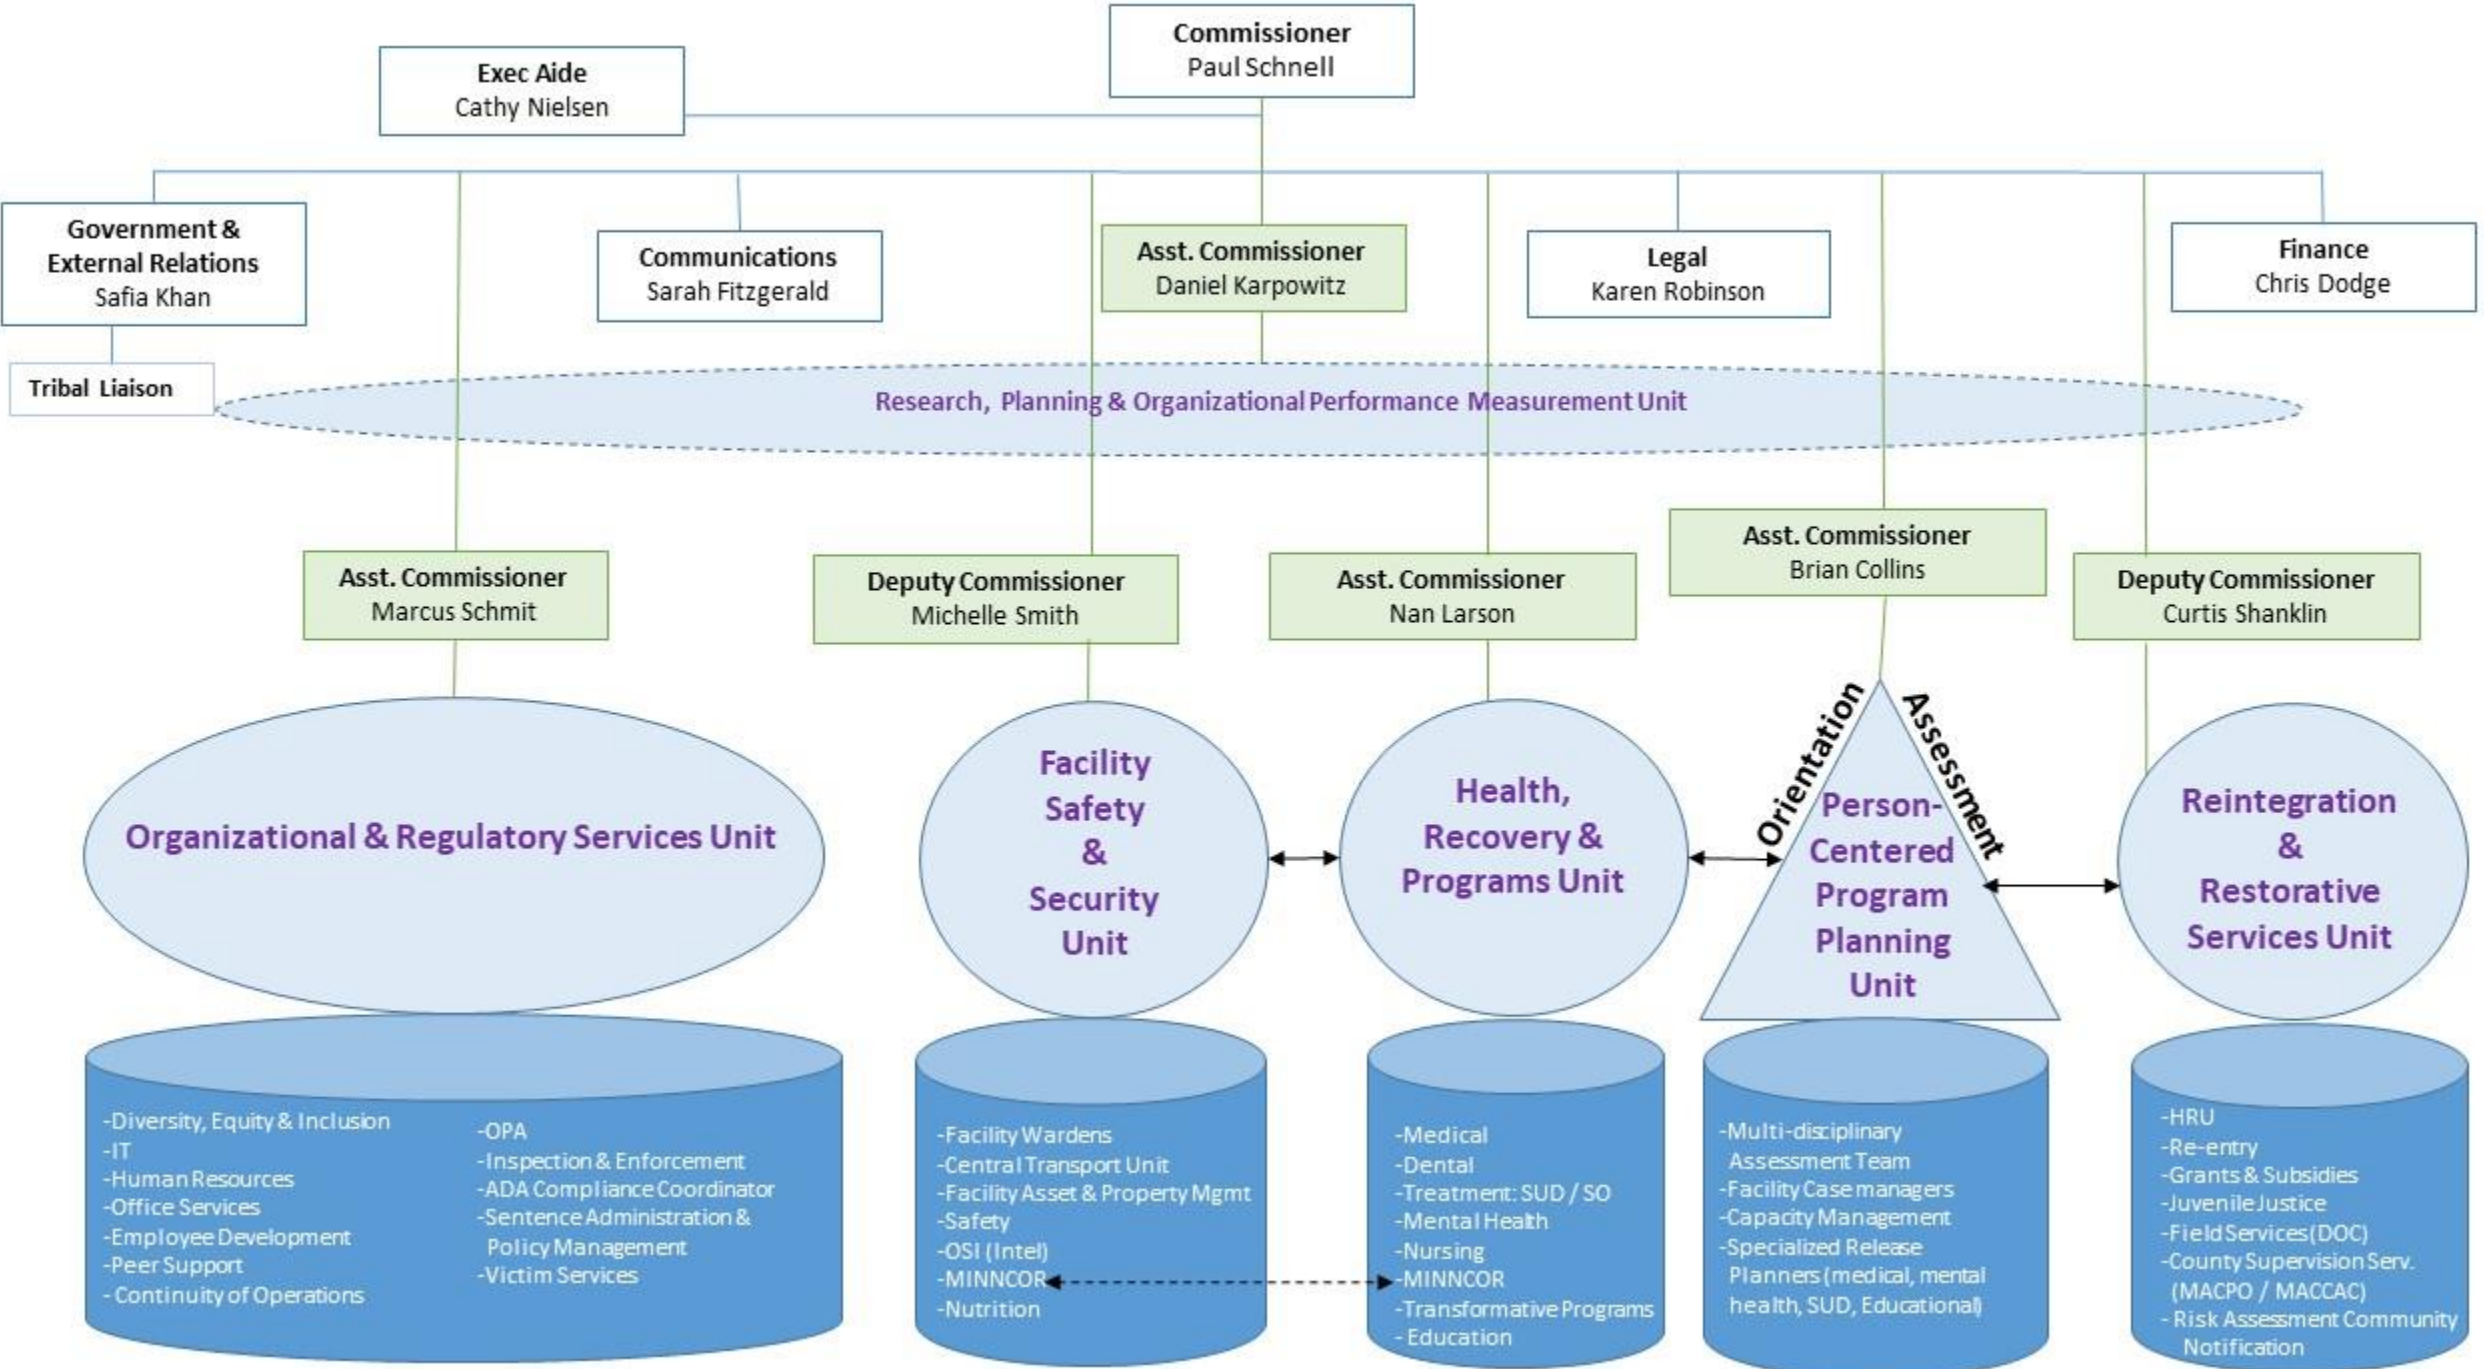 Commissioner
Paul Schnell
Exec Aide
Cathy Nielsen
Government &
External Relations
Safia Khan
Communications
Sarah Fitzgerald
Asst. Commissioner
Daniel Karpowitz
Legal
Karen Robinson
Finance
Chris Dodge
Tribal Liaison
Research, Planning & Organizational Performance Measurement Unit
Asst. Commissioner
Marcus Schmit
Deputy Commissioner
Michelle Smith
Asst. Commissioner
Nan Larson
Asst. Commissioner
Brian Collins
Deputy Commissioner
Curtis Shanklin
Organizational & Regulatory Services Unit
Facility
Safety
&
Security
Unit
Health,
Recovery &
Programs Unit
Orientation
Assessment
Person-
Centered
Program
Planning
Unit
Reintegration
&
Restorative
Services Unit
-Diversity, Equity & Inclusion
-IT
-Human Resources
-Office Services
-Employee Development
-Peer Support
- Continuity of Operations
-OPA
-Inspection & Enforcement
-ADA Compliance Coordinator
-Sentence Administration &
Policy Management
-Victim Services
-Facility Wardens
-Central Transport Unit
-Facility Asset & Property Mgmt
-Safety
-OSI (Intel)
-MINNCOR
-Nutrition
-Medical
-Dental
-Treatment: SUD / SO
-Mental Health
-Nursing
-MINNCOR
-Transformative Programs
- Education
-Multi-disciplinary
Assessment Team
-Facility Case managers
-Capacity Management
-Specialized Release
Planners (medical, mental
health, SUD, Educational)
-HRU
-Re-entry
-Grants & Subsidies
-Juvenile Justice
-Field Services (DOC)
-County Supervision Serv.
(MACPO / MACCAC)
- Risk Assessment Community
Notification